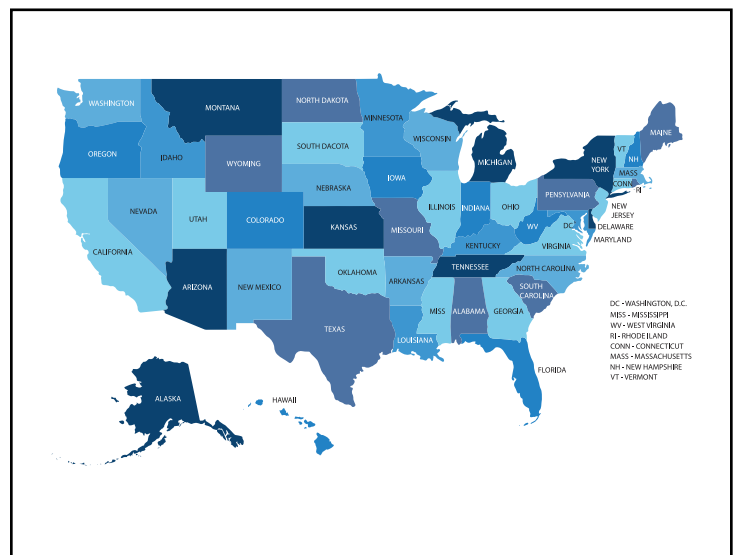 WASHINGTON
MONTANA
NORTH DAKOTA
MINNESOTA
MAINE
OREGON
IDAHO
WYOMING
SOUTH DACOTA
WISCONSIN
MICHIGAN
VT
NH
NEW
YORK
MASS
CONN
RI
NEVADA
UTAH
COLORADO
NEBRASKA
IOWA
ILLINOIS
INDIANA
OHIO
PENSYLVANIA
NEW
JERSEY
CALIFORNIA
KANSAS
MISSOURI
KENTUCKY
WV
DC
DELAWARE
MARYLAND
VIRGINIA
ARIZONA
NEW MEXICO
OKLAHOMA
ARKANSAS
TENNESSEE
NORTH CAROLINA
SOUTH
CAROLINA
TEXAS
LOUISIANA
MISS
ALABAMA
GEORGIA
FLORIDA
ALASKA
HAWAII
DC - WASHINGTON, D.C.
MISS - MISSISSIPPI
WV - WEST VIRGINIA
RI - RHODE ILAND
CONN - CONNECTICUT
MASS - MASSACHUSETTS
NH - NEW HAMPSHIRE
VT - VERMONT